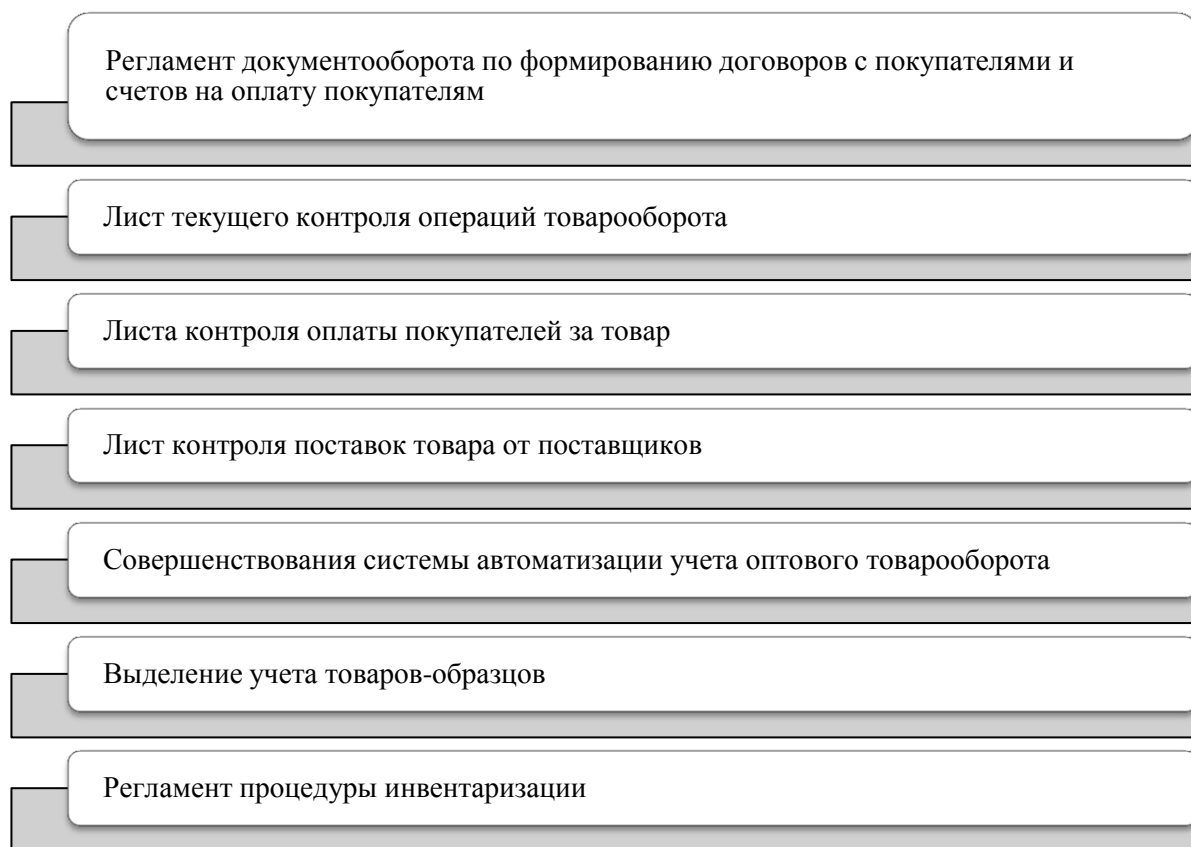 Регламент документооборота по формированию договоров с покупателями и
счетов на оплату покупателям
Лист текущего контроля операций товарооборота
Листа контроля оплаты покупателей за товар
Лист контроля поставок товара от поставщиков
Совершенствования системы автоматизации учета оптового товарооборота
Выделение учета товаров-образцов
Регламент процедуры инвентаризации